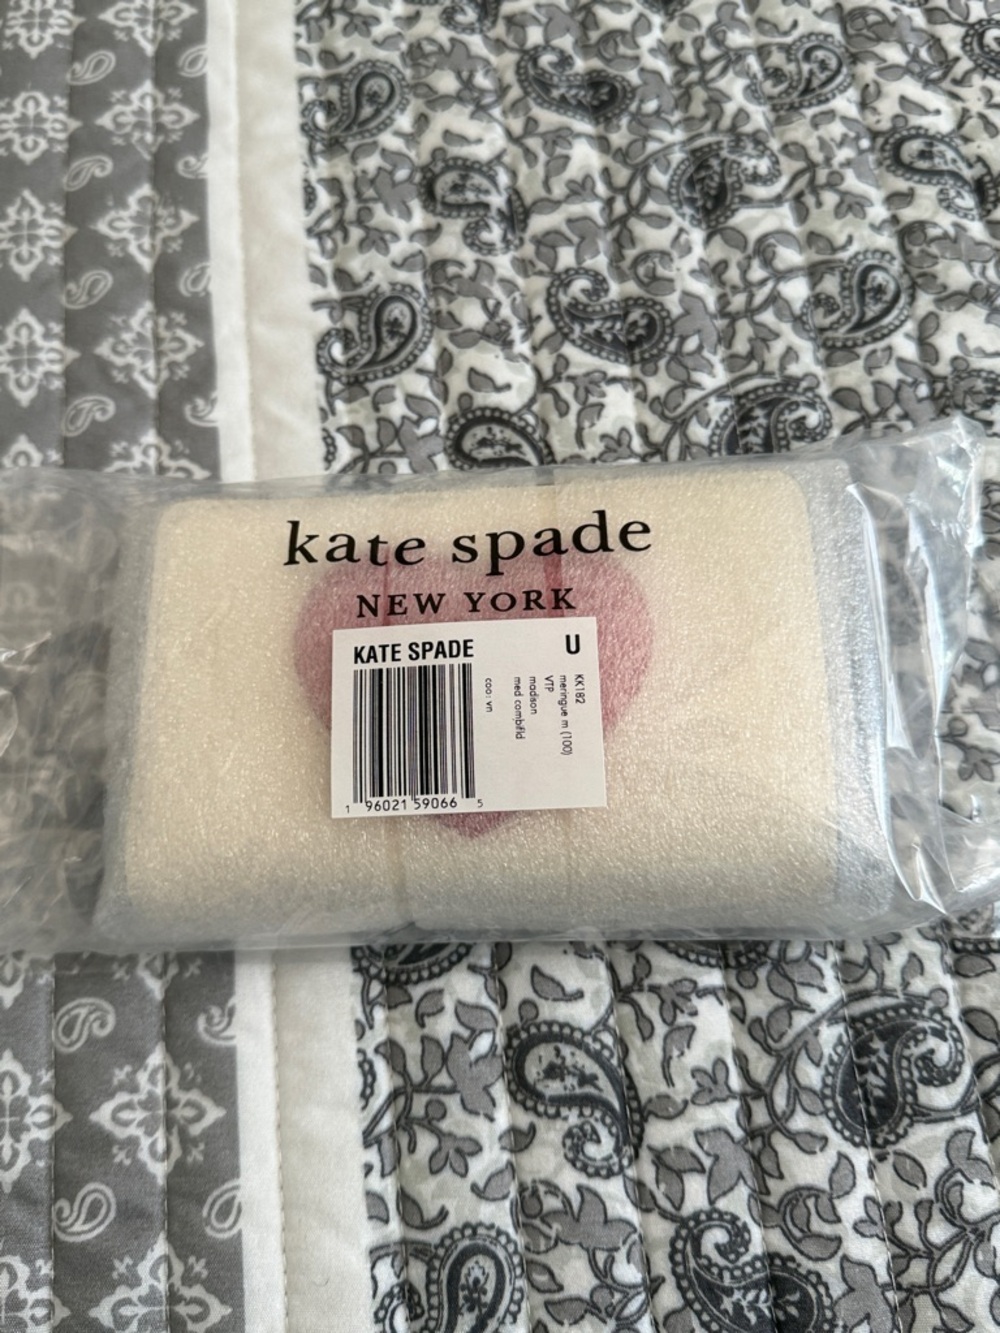 kate spade
NEW YORK
KATE SPADE
U
KK182
meringue m (100)
VTP
madison
med combifld
coo: vn
1 96021 59066 5